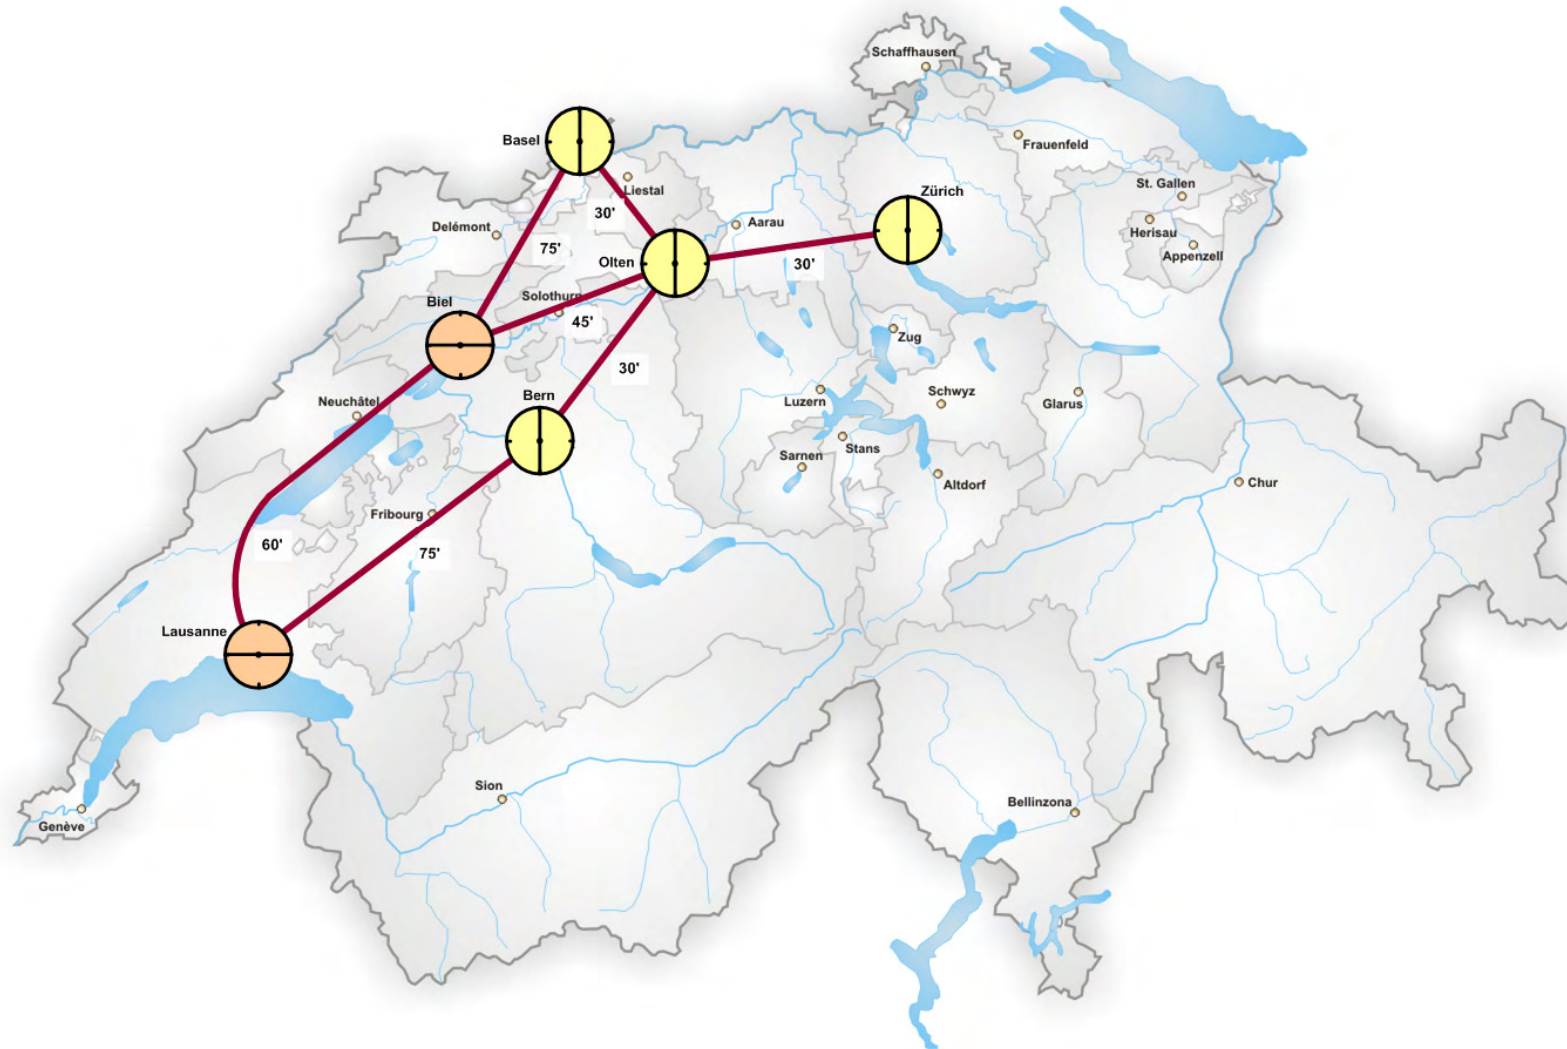 Schaffhausen
Basel
Frauenfeld
Liestal
St. Gallen
Zürich
30'
Aarau
Delémont
Herisau
75'
Appenzell
Olten
30'
Solothurn
Biel
45'
Zug
30'
Bern
Schwyz
Neuchâtel
Luzern
Glarus
Stans
Sarnen
Altdorf
Chur
Fribourg
60'
75'
Lausanne
Sion
Bellinzona
Genève